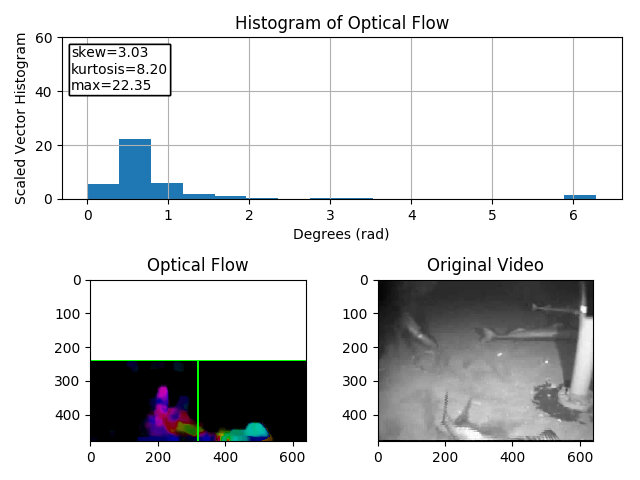 Histogram of Optical Flow
Scaled Vector Histogram
60
40
20
0
skew=3.03
kurtosis=8.20
max=22.35
0 1 2 3 4 5 6
Degrees (rad)
Optical Flow
0
100
200
300
400
0 200 400 600
Original Video
0
100
200
300
400
0 200 400 600